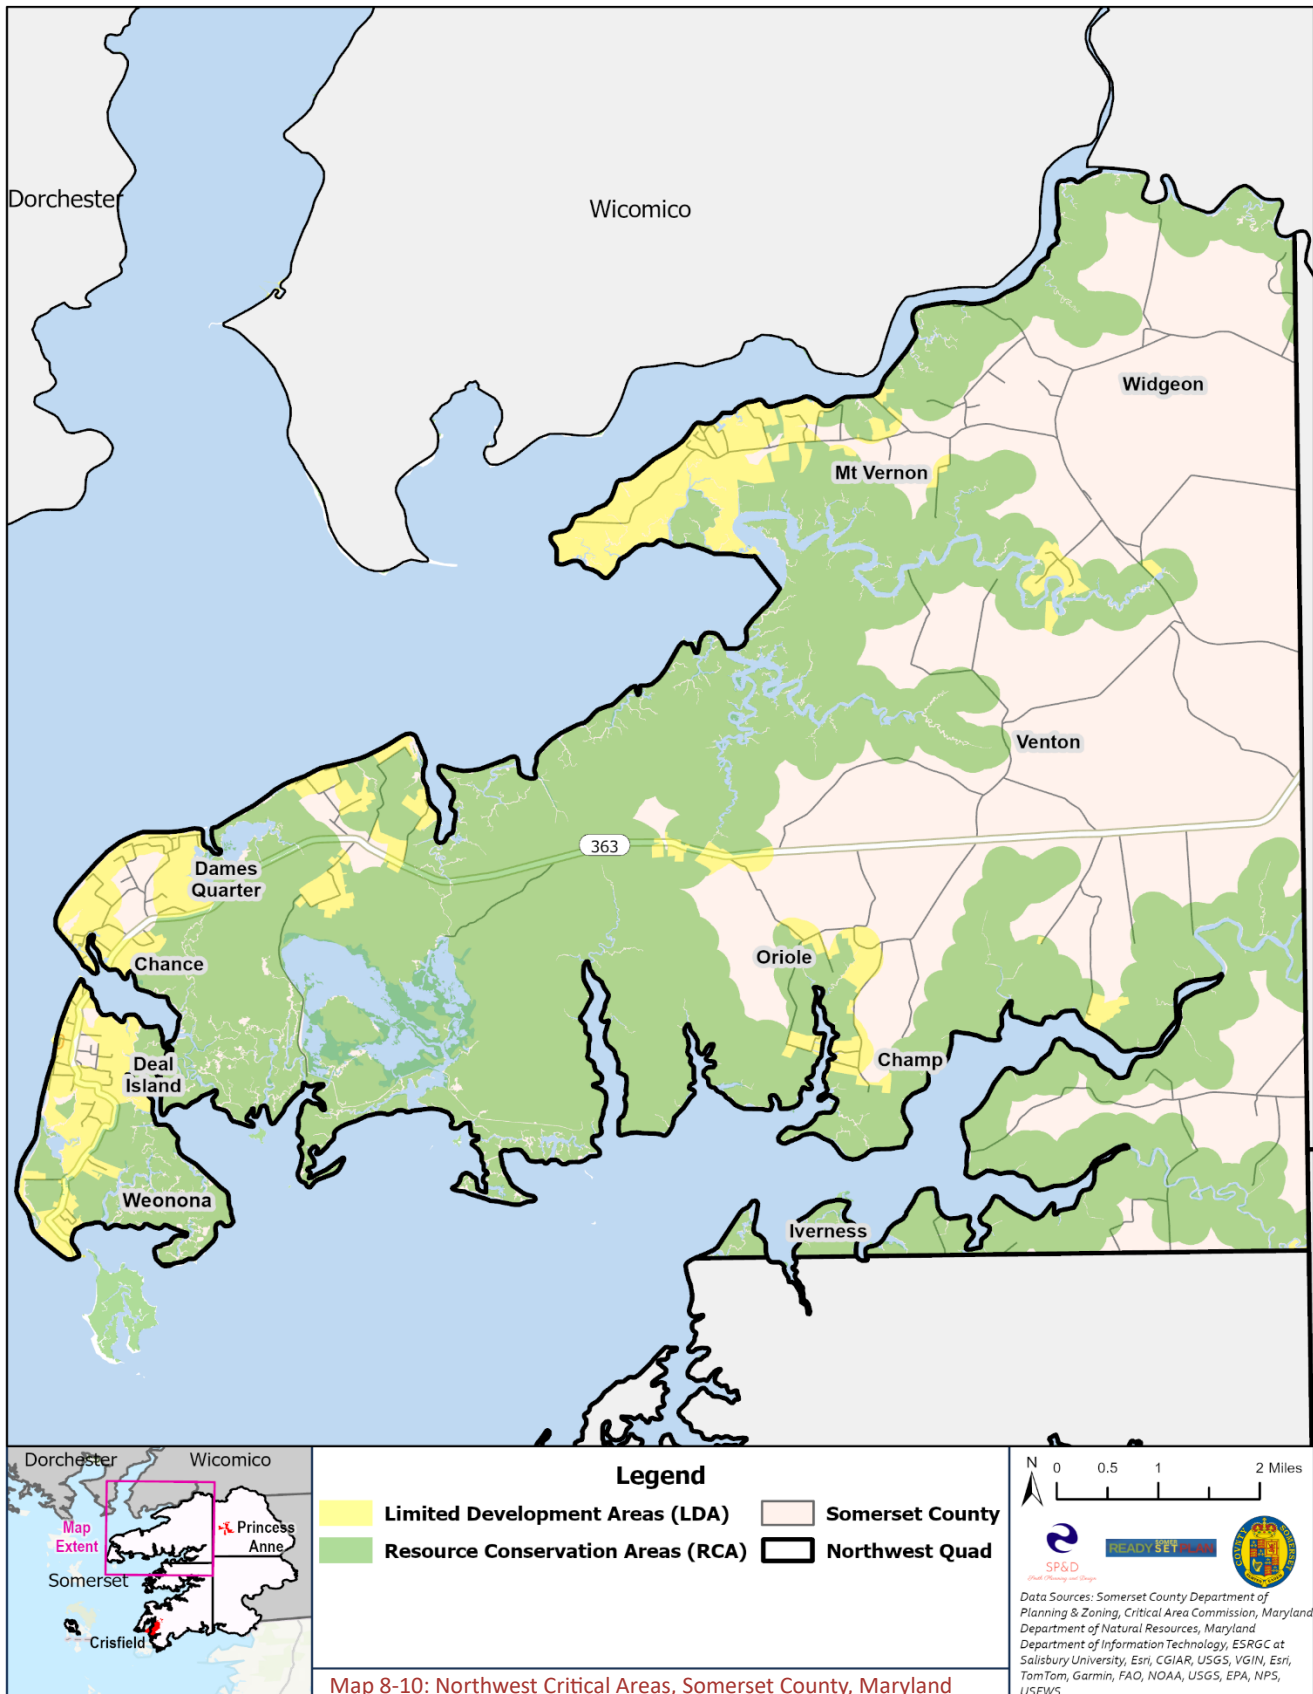 Dorchester
Wicomico
Widgeon
Mt Vernon
Venton
363
Dames
Quarter
Oriole
Chance
Deal
Island
Champ
Weonona
Iverness
Dorchester
Wicomico
Map
Extent
Princess
Anne
Somerset
Crisfield
Legend
Limited Development Areas (LDA)
Somerset County
Resource Conservation Areas (RCA)
Northwest Quad
N
0 0.5 1 2 Miles
SP&D
READY SET PLAN
COUNTY SOMERSET
Data Sources: Somerset County Department of
Planning & Zoning, Critical Area Commission, Maryland
Department of Natural Resources, Maryland
Department of Information Technology, ESRGC at
Salisbury University, Esri, CGIAR, USGS, VGIN, Esri,
TomTom, Garmin, FAO, NOAA, USGS, EPA, NPS,
USFWS
Map 8-10: Northwest Critical Areas, Somerset County, Maryland